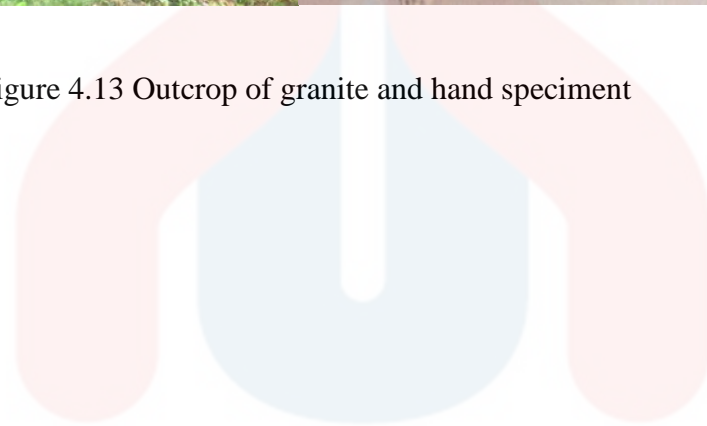 igure 4.13 Outcrop of granite and hand speciment